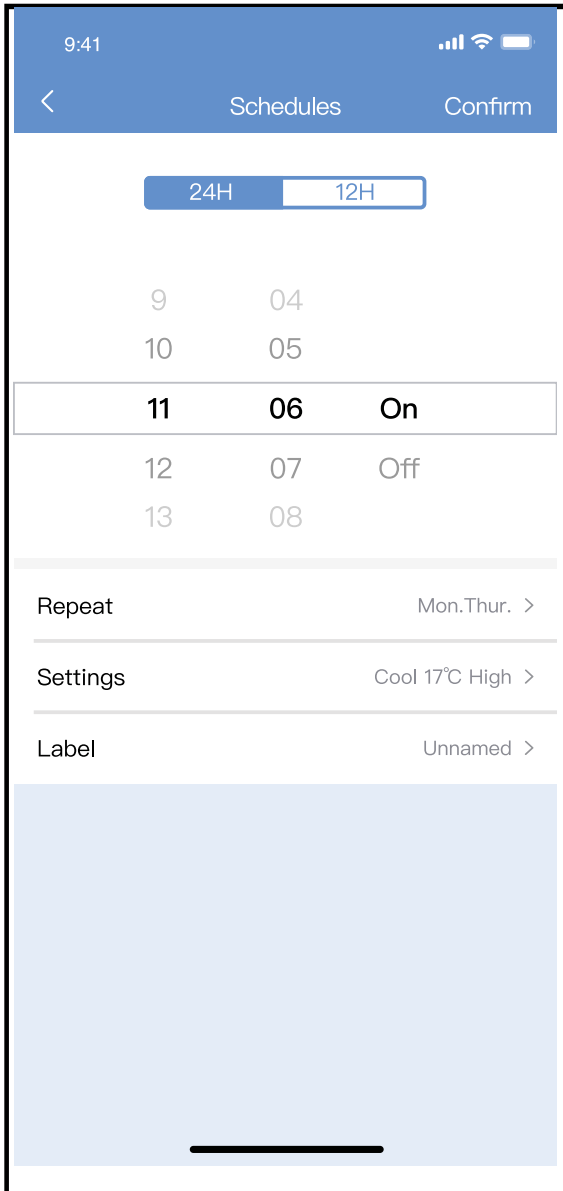 9:41
Schedules Confirm
24H 12H
9 04
10 05
11 06 On
12 07 Off
13 08
Repeat Mon.Thur. >
Settings Cool 17℃ High >
Label Unnamed >